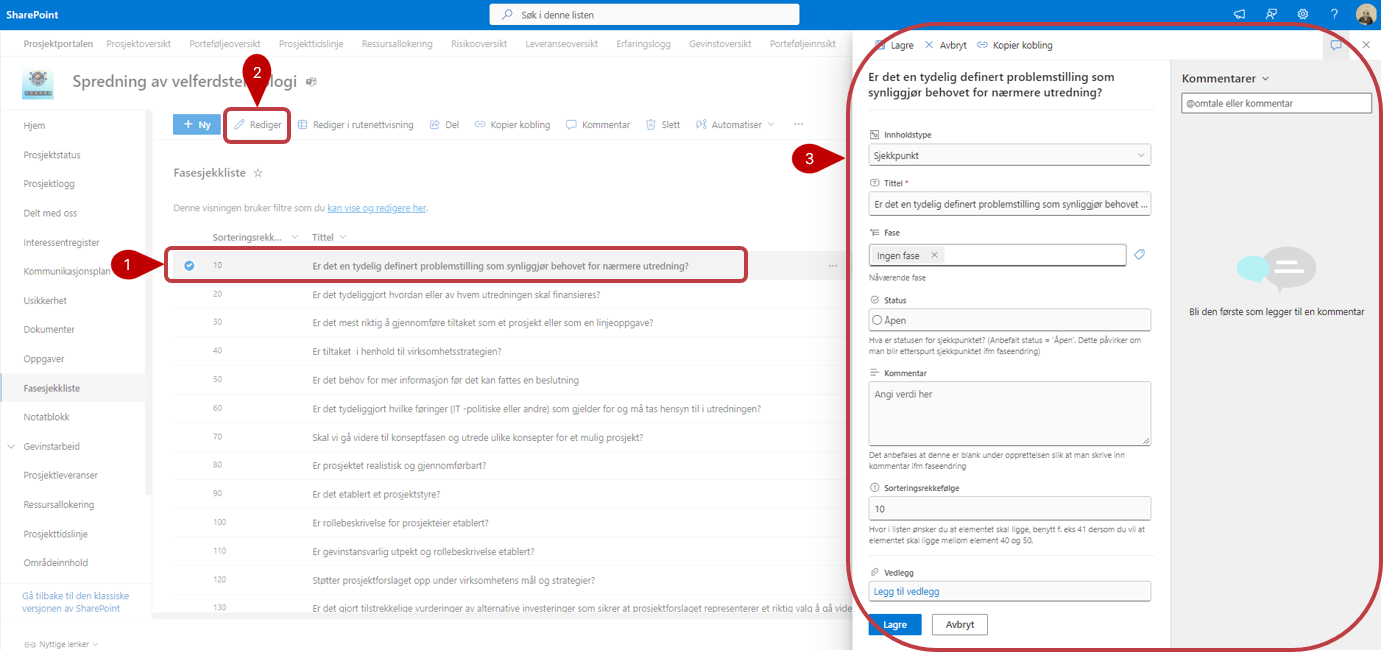 SharePoint
Søk i denne listen
Prosjektportalen Prosjektoversikt Porteføljeoversikt Prosjekttidslinje Ressursallokering Risikooversikt Leveranseoversikt Erfaringslogg Gevinstoversikt Porteføljeinnsikt
Spredning av velferdste logi
2
+ Ny Rediger Rediger i rutenettvisning Del Kopier kobling Kommentar Slett Automatiser ...
Hjem
Prosjektstatus
Prosjektlogg
Delt med oss
Interessentregister
Kommunikasjonplan
Usikkerhet
Dokumenter
Oppgaver
Fasesjekkliste
Notatblokk
Gevinstarbeid
Prosjektleveranser
Ressursallokering
Prosjekttidslinje
Områdeinnhold
Gå tilbake til den klassiske
versjonen av SharePoint
Nyttige lenker
Fasesjekkliste
Denne visningen bruker filtre som du kan vise og redigere her.
Sorteringsrekk... Tittel
1
10 Er det en tydelig definert problemstilling som synliggjør behovet for nærmere utredning? ...
20 Er det tydeliggjort hvordan eller av hvem utredningen skal finansieres?
30 Er det mest riktig å gjennomføre tiltaket som et prosjekt eller som en linjeoppgave?
40 Er tiltaket i henhold til virksomhetsstrategien?
50 Er det behov for mer informasjon før det kan fattes en beslutning
60 Er det tydeliggjort hvilke føringer (IT -politiske eller andre) som gjelder for og må tas hensyn til i utredningen?
70 Skal vi gå videre til konseptfasen og utrede ulike konsepter for et mulig prosjekt?
80 Er prosjektet realistisk og gjennomførbart?
90 Er det etablert et prosjektstyre?
100 Er rollebeskrivelse for prosjekteier etablert?
110 Er gevinstansvarlig utpekt og rollebeskrivelse etablert?
120 Støtter prosjektforslaget opp under virksomhetens mål og strategier?
130 Er det gjort tilstrekkelige vurderinger av alternative investeringer som sikrer at prosjektforslaget representerer et riktig valg å gå vide
3
Lagre Avbryt Kopier kobling
Er det en tydelig definert problemstilling som
synliggjør behovet for nærmere utredning?
Innholdstype
Sjekkpunkt
Tittel *
Er det en tydelig definert problemstilling som synliggjør behovet ...
Fase
Ingen fase
Nåværende fase
Status
Åpen
Hva er statusen for sjekkpunktet? (Anbefalt status = 'Åpen'. Dette påvirker om
man blir etterspurt sjekkpunktet ifm faseendring)
Kommentar
Angi verdi her
Det anbefales at denne er blank under opprettelsen slik at man skrive inn
kommentar ifm faseendring
Sorteringsrekkefølge
10
Hvor i listen ønsker du at elementet skal ligge, benytt f. eks 41 dersom du vil at
elementet skal ligge mellom element 40 og 50.
Vedlegg
Legg til vedlegg
Lagre Avbryt
Kommentarer
@omtale eller kommentar
Bli den første som legger til en kommentar